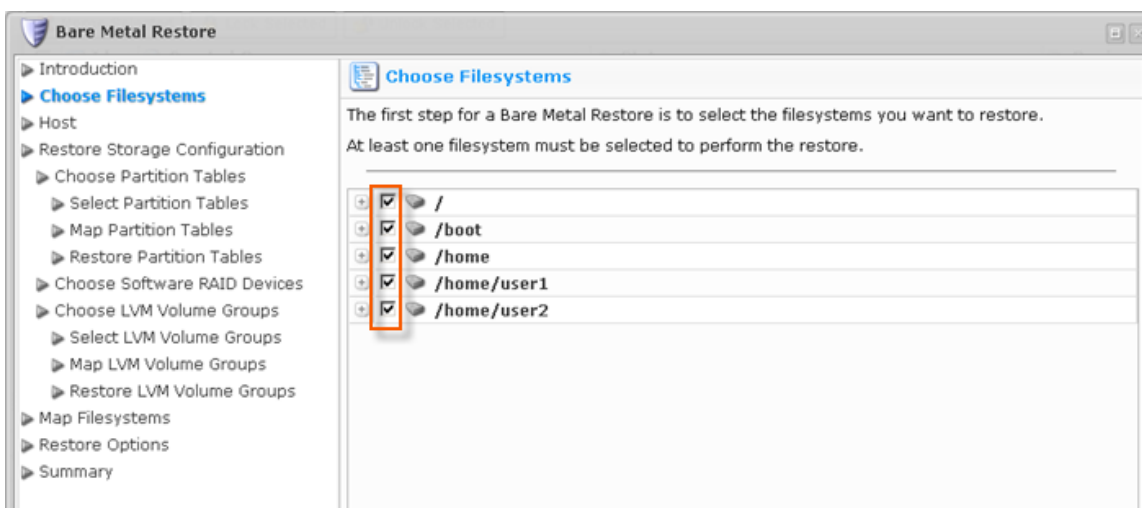 Bare Metal Restore
Introduction
Choose Filesystems
Host
Restore Storage Configuration
Choose Partition Tables
Select Partition Tables
Map Partition Tables
Restore Partition Tables
Choose Software RAID Devices
Choose LVM Volume Groups
Select LVM Volume Groups
Map LVM Volume Groups
Restore LVM Volume Groups
Map Filesystems
Restore Options
Summary
Choose Filesystems
The first step for a Bare Metal Restore is to select the filesystems you want to restore.
At least one filesystem must be selected to perform the restore.
/
/boot
/home
/home/user1
/home/user2